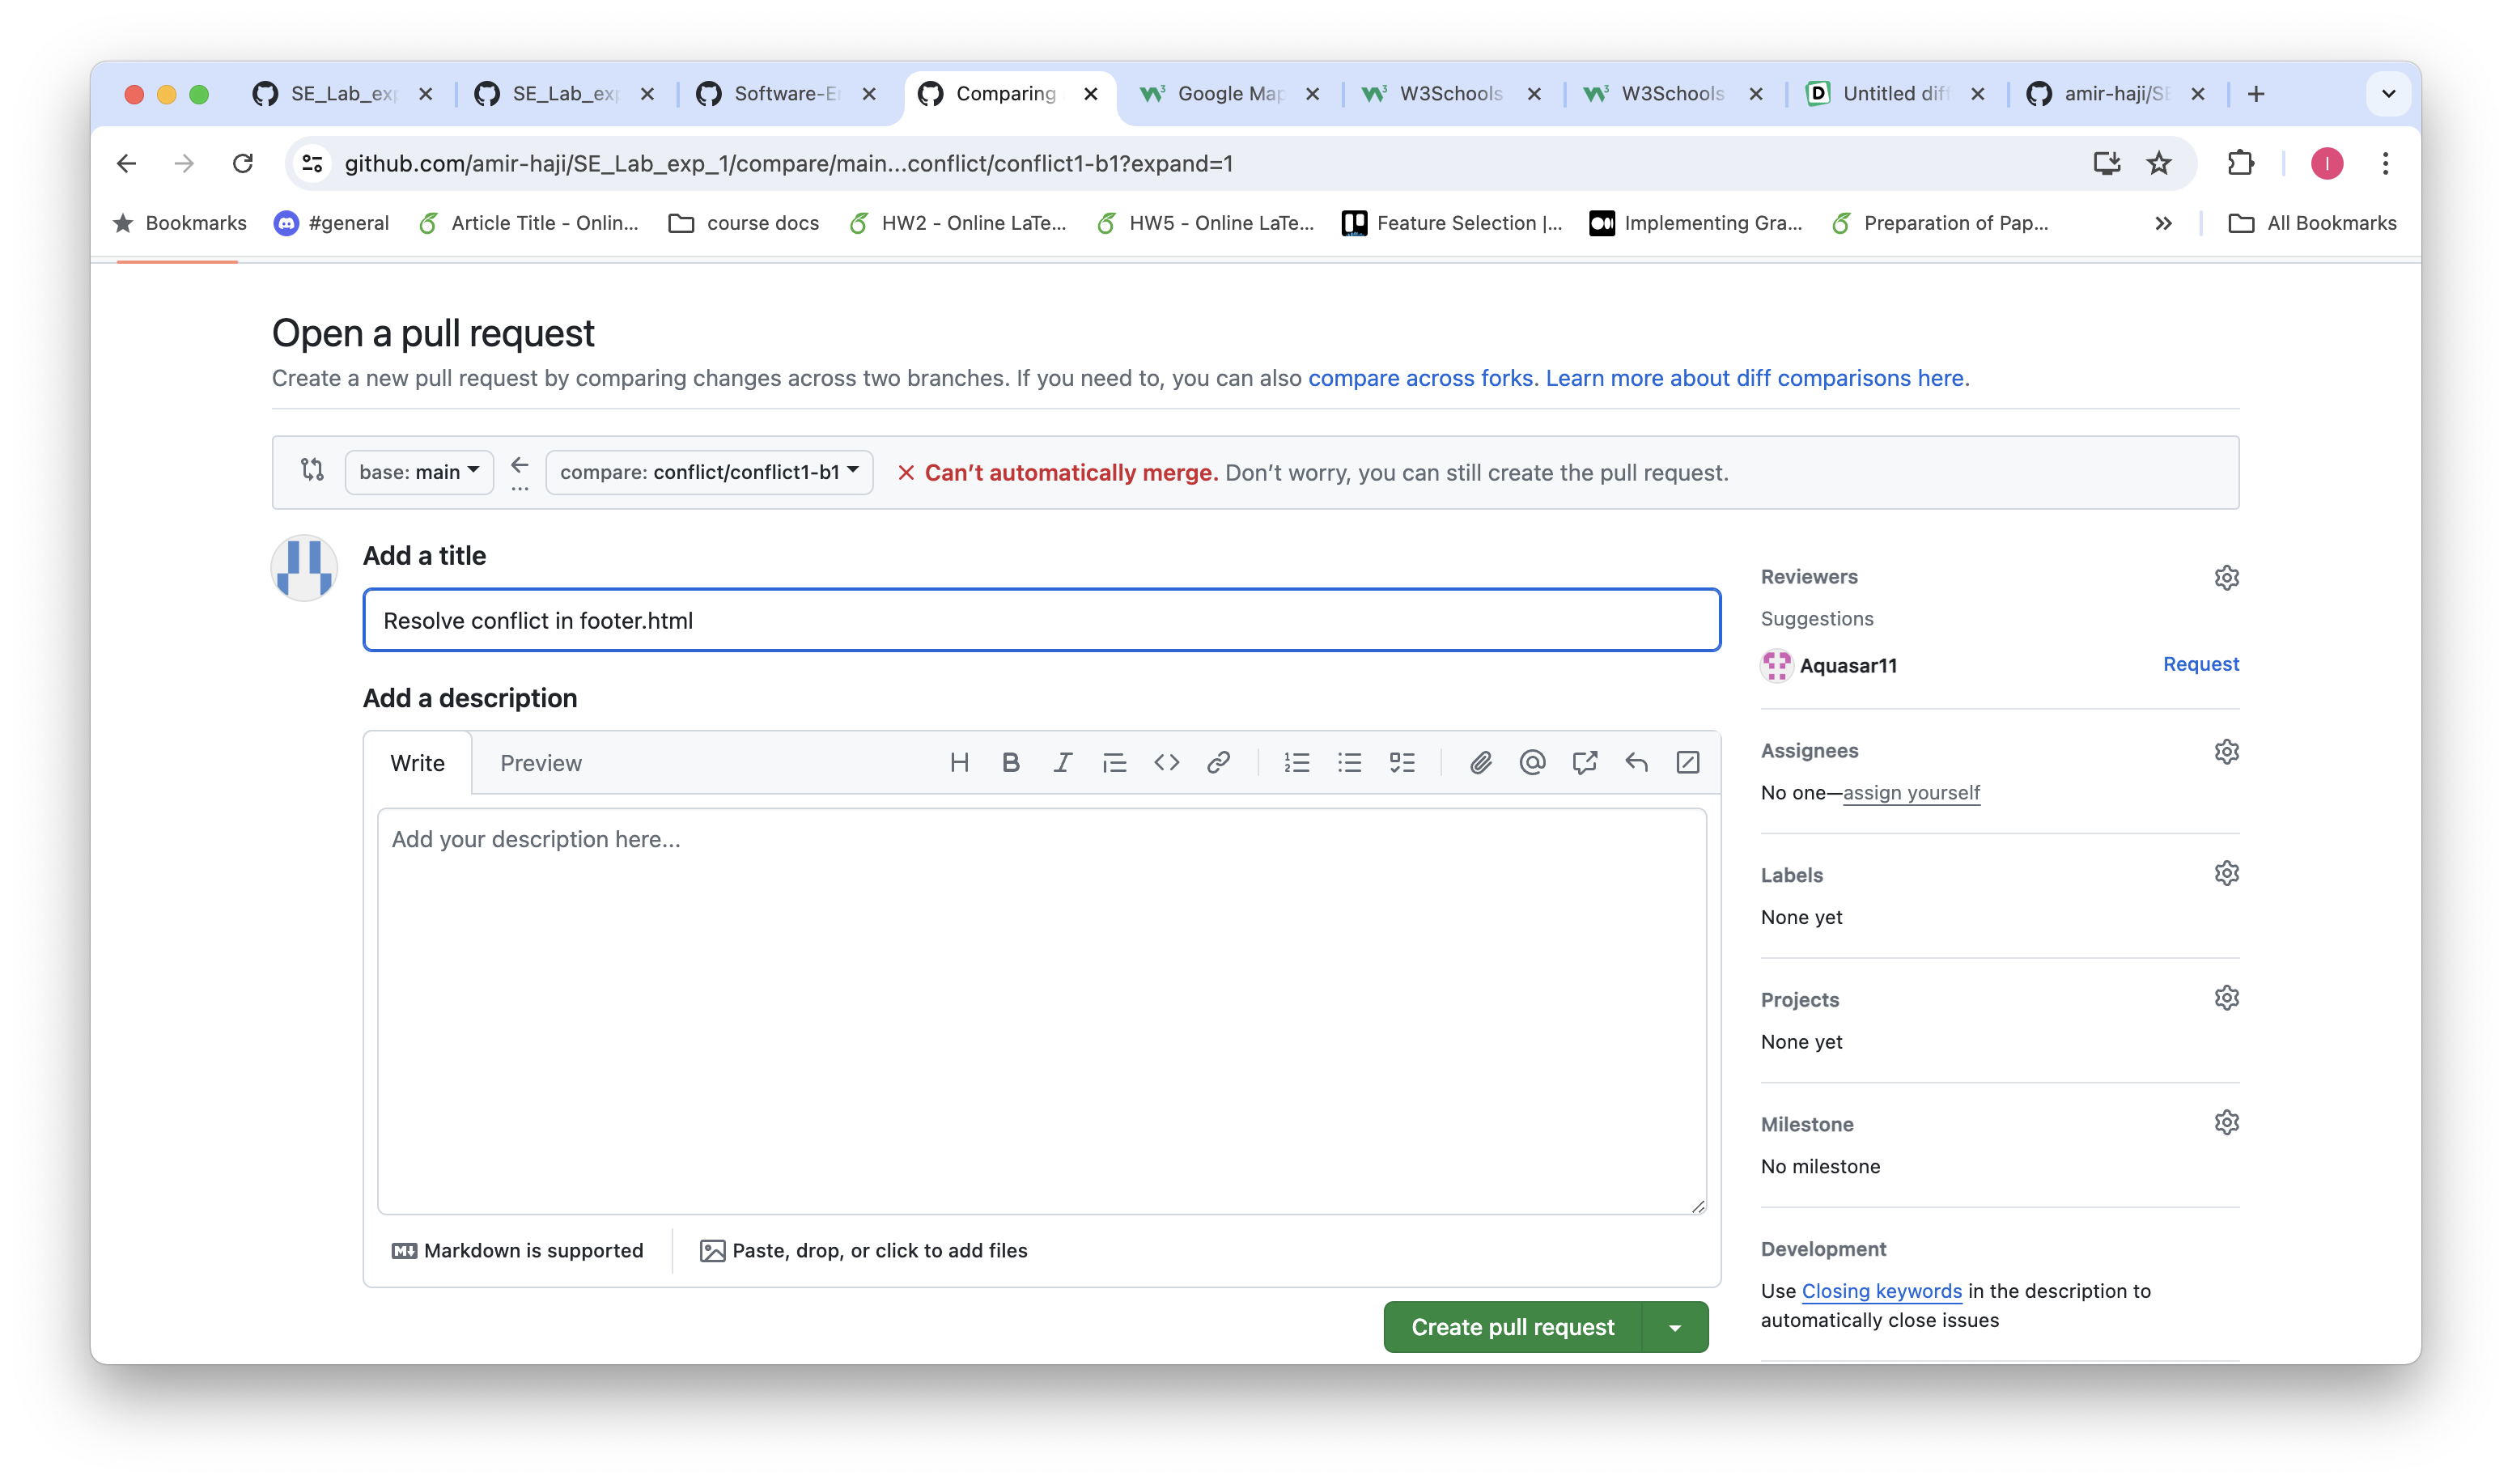 SE_Lab_exp
SE_Lab_exp
Software-E
Comparing
Google Map
W3Schools
W3Schools
Untitled diff
amir-haji/SE
github.com/amir-haji/SE_Lab_exp_1/compare/main...conflict/conflict1-b1?expand=1
I
Bookmarks
#general
Article Title - Onlin...
course docs
HW2 - Online LaTe...
HW5 - Online LaTe...
Feature Selection |...
Implementing Gra...
Preparation of Pap...
All Bookmarks
Open a pull request
Create a new pull request by comparing changes across two branches. If you need to, you can also compare across forks. Learn more about diff comparisons here.
base: main
compare: conflict/conflict1-b1
Can’t automatically merge. Don’t worry, you can still create the pull request.
Add a title
Resolve conflict in footer.html
Add a description
Write
Preview
Add your description here...
Markdown is supported
Paste, drop, or click to add files
Create pull request
Reviewers
Suggestions
Aquasar11
Request
Assignees
No one—assign yourself
Labels
None yet
Projects
None yet
Milestone
No milestone
Development
Use Closing keywords in the description to
automatically close issues